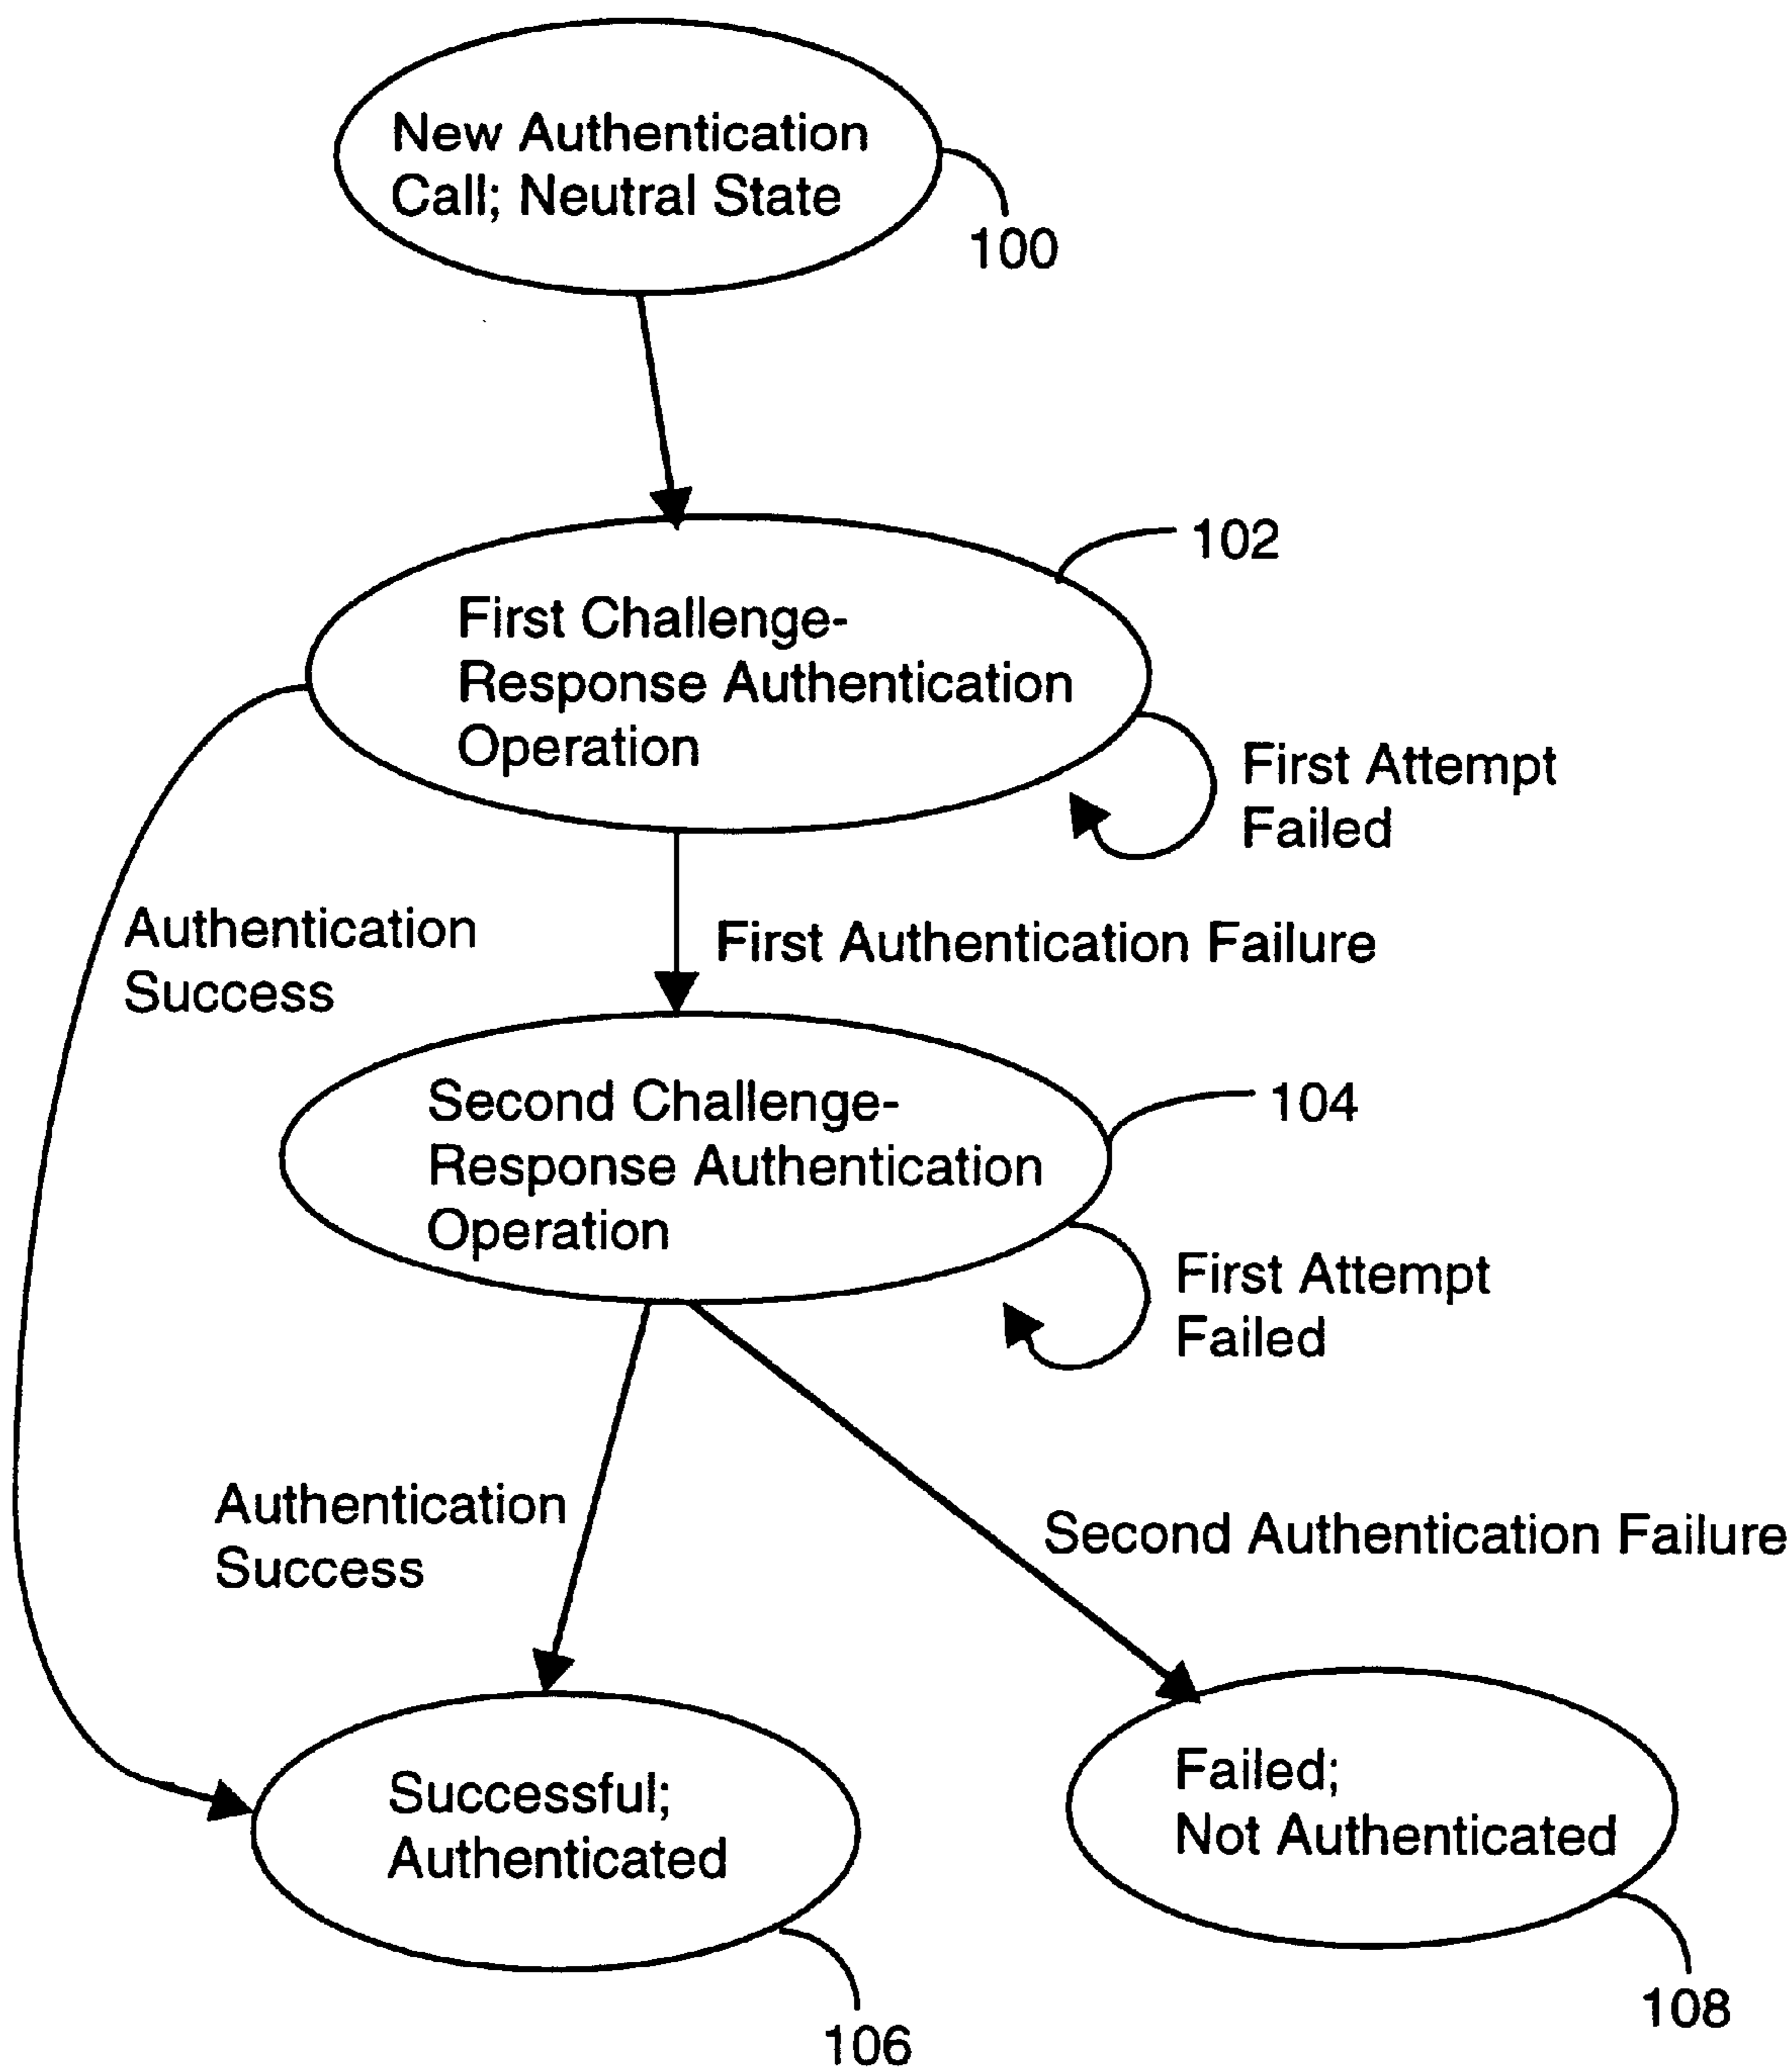 New Authentication
Call; Neutral State
100
102
First Challenge-
Response Authentication
Operation
First Attempt
Failed
Authentication
Success
First Authentication Failure
104
Second Challenge-
Response Authentication
Operation
First Attempt
Failed
Authentication
Success
Second Authentication Failure
Successful;
Authenticated
Failed;
Not Authenticated
106
108